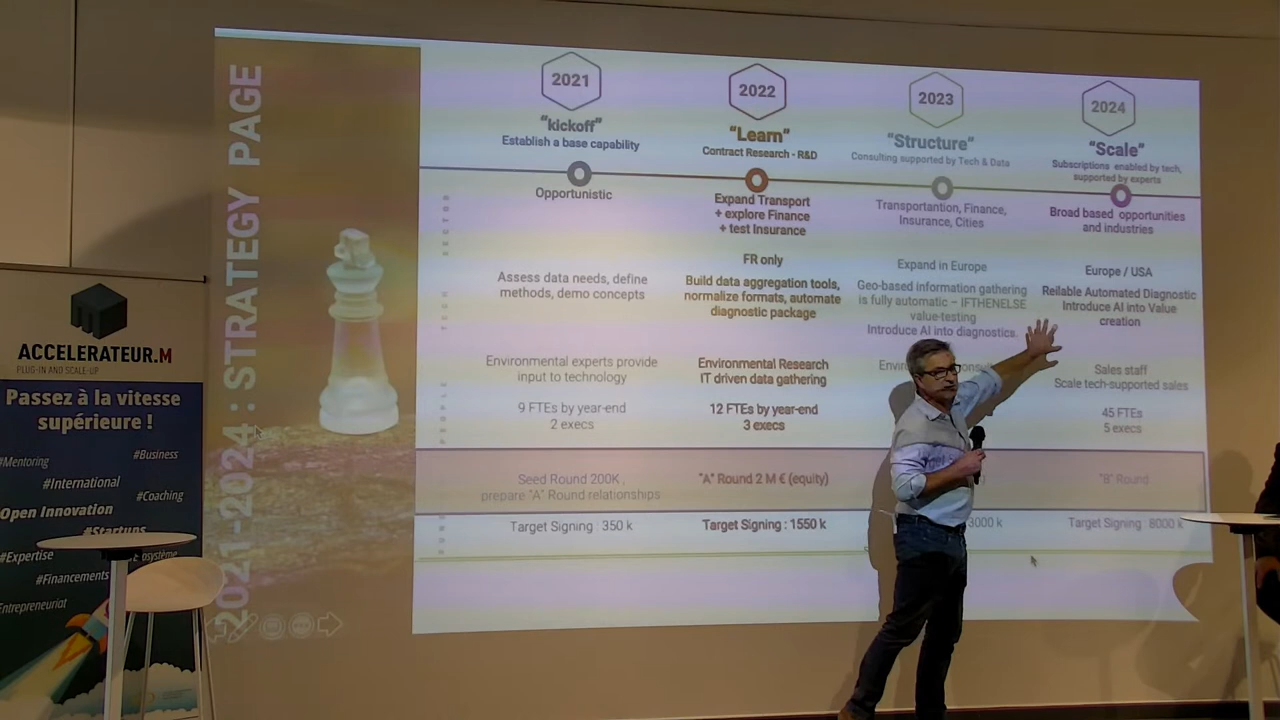 2021-2024 : STRATEGY PAGE
2021
"kickoff"
Establish a base capability
Opportunistic
Assess data needs, define
methods, demo concepts
Environmental experts provide
input to technology
9 FTEs by year-end
2 execs
Seed Round 200K ,
prepare "A" Round relationships
Target Signing : 350 k
2022
"Learn"
Contract Research - R&D
Expand Transport
+ explore Finance
+ test Insurance
FR only
Build data aggregation tools,
normalize formats, automate
diagnostic package
Environmental Research
IT driven data gathering
12 FTEs by year-end
3 execs
"A" Round 2 M € (equity)
Target Signing : 1550 k
2023
"Structure"
Consulting supported by Tech & Data
Transportantion, Finance,
Insurance, Cities
Expand in Europe
Geo-based information gathering
is fully automatic – IFTHENELSE
value-testing
Introduce AI into diagnostics.
3000 k
2024
"Scale"
Subscriptions enabled by tech,
supported by experts
Broad based opportunities
and industries
Europe / USA
Reilable Automated Diagnostic
Introduce AI into Value
creation
Sales staff
Scale tech-supported sales
45 FTEs
5 execs
"B" Round
Target Signing : 8000 k
SECTOR
TECH
PEOPLE
ACCELERATEUR.M
PLUG-IN AND SCALE-UP
Passez à la vitesse
supérieure !
#Mentoring
#Business
#International
#Coaching
Open Innovation
#Startups
#Expertise
#Financements
Entrepreneuriat